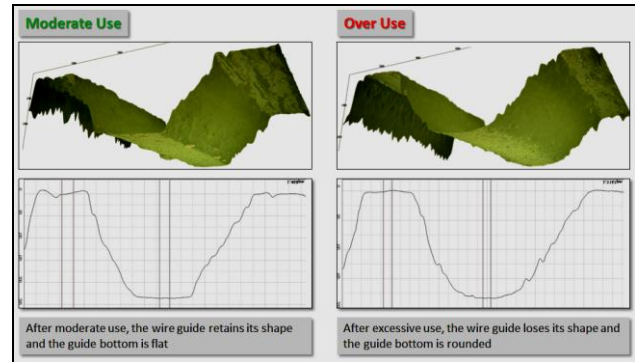 Moderate Use
Over Use
After moderate use, the wire guide retains its shape
and the guide bottom is flat
After excessive use, the wire guide loses its shape and
the guide bottom is rounded